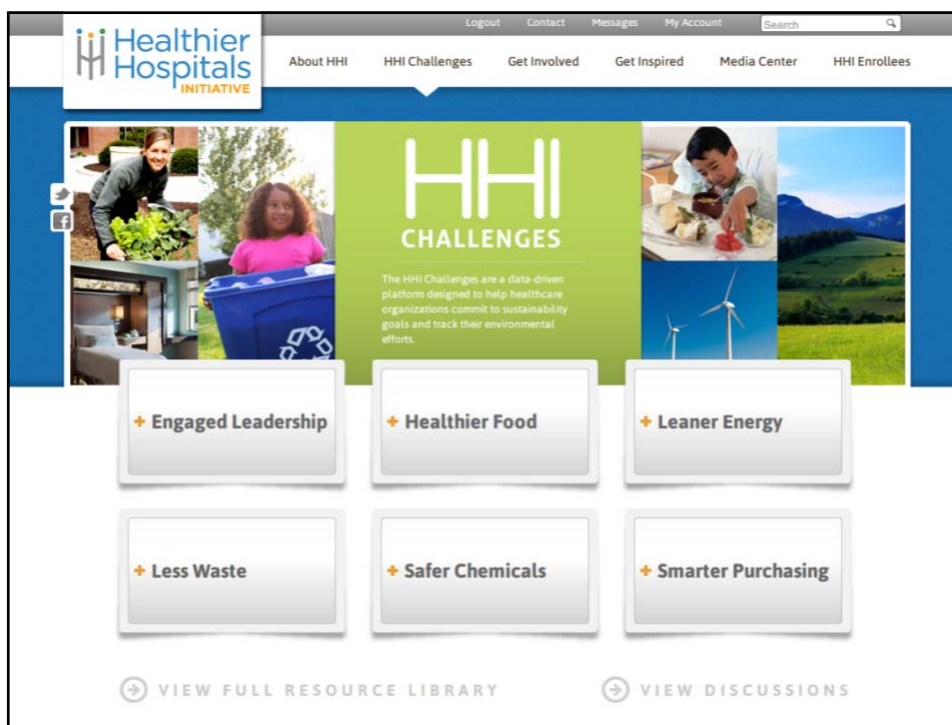 Logout Contact Messages My Account Search
Healthier
Hospitals
INITIATIVE
About HHI HHI Challenges Get Involved Get Inspired Media Center HHI Enrollees
HHI
CHALLENGES
The HHI Challenges are a data-driven
platform designed to help healthcare
organizations commit to sustainability
goals and track their environmental
efforts.
+ Engaged Leadership
+ Healthier Food
+ Leaner Energy
+ Less Waste
+ Safer Chemicals
+ Smarter Purchasing
VIEW FULL RESOURCE LIBRARY
VIEW DISCUSSIONS